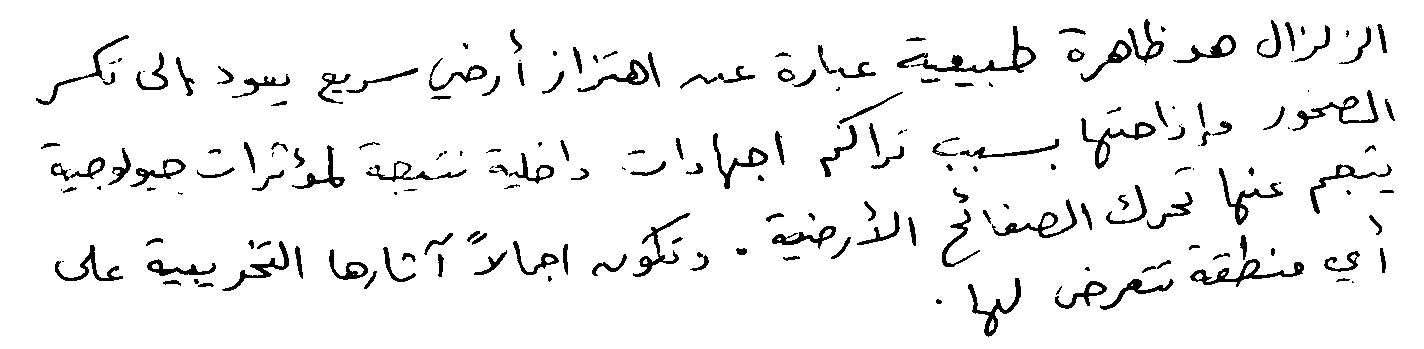 الزلزال هو ظاهرة طبيعية عبارة عن اهتزاز أرضي سريع يعود إلى تكسر
الصخور وإزاحتها بسبب تراكم اجهادات داخلية نتيجة لمؤثرات جيولوجية
ينجم عنها تحرك الصفائح الأرضية. وتكون اجمالاً آثارها التخريبية على
أي منطقة تتعرض لها.